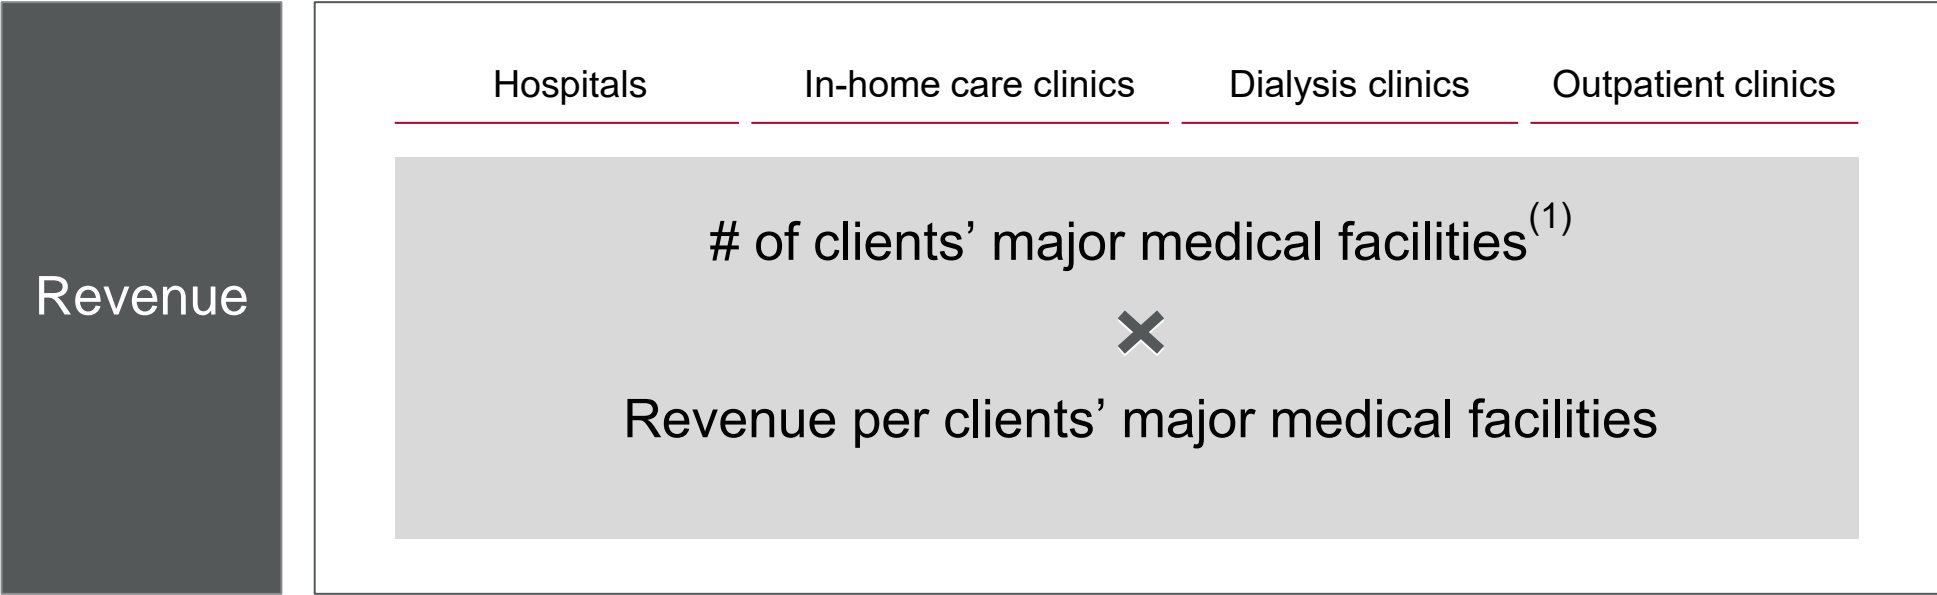 Revenue
Hospitals
In-home care clinics
Dialysis clinics
Outpatient clinics
# of clients’ major medical facilities(1)
Revenue per clients’ major medical facilities